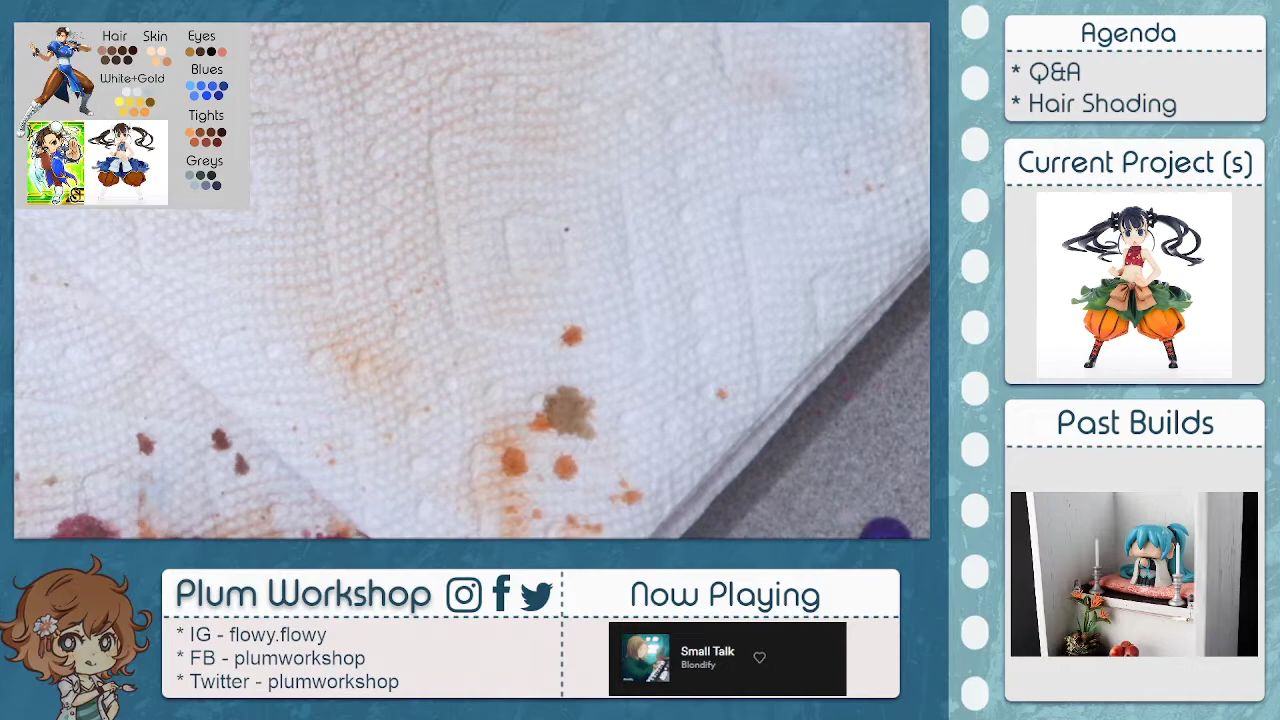 Hair
Skin
Eyes
White+Gold
Blues
Tights
Greys
Agenda
* Q&A
* Hair Shading
Current Project (s)
Past Builds
Plum Workshop
* IG - flowy.flowy
* FB - plumworkshop
* Twitter - plumworkshop
Now Playing
Small Talk
Blondify